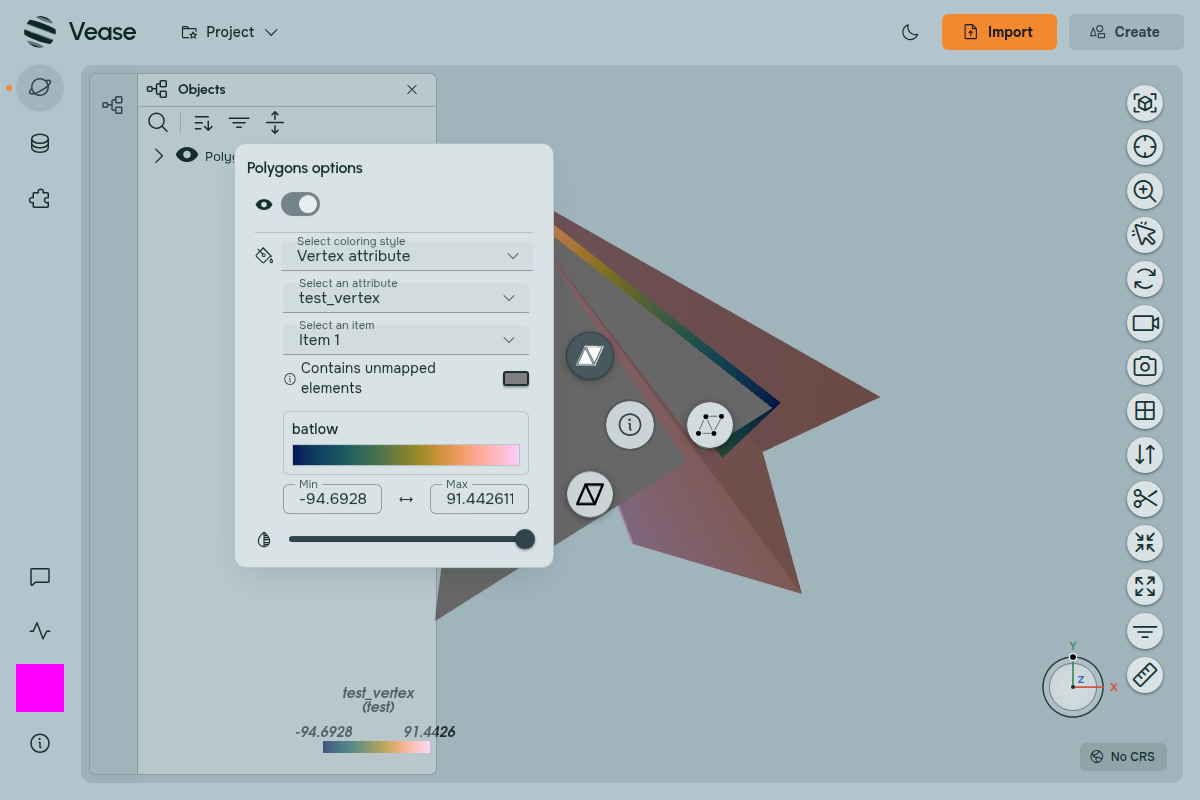 Vease
Project
Import
Create
Objects
Polygons options
Select coloring style
Vertex attribute
Select an attribute
test_vertex
Select an item
Item 1
Contains unmapped
elements
batlow
Min
Max
-94.6928
91.442611
test_vertex
(test)
-94.6928
91.4426
Y
Z
X
No CRS